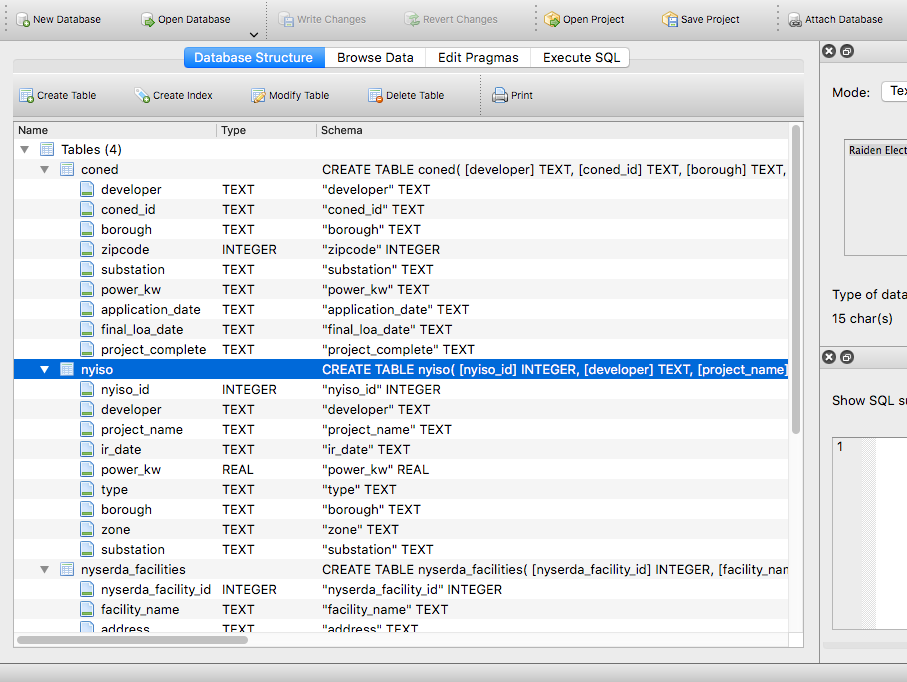 New Database Open Database Write Changes Revert Changes Open Project Save Project Attach Database
Database Structure Browse Data Edit Pragmas Execute SQL
Create Table Create Index Modify Table Delete Table Print
Name Type Schema
Tables (4)
coned CREATE TABLE coned( [developer] TEXT, [coned_id] TEXT, [borough] TEXT,
developer TEXT "developer" TEXT
coned_id TEXT "coned_id" TEXT
borough TEXT "borough" TEXT
zipcode INTEGER "zipcode" INTEGER
substation TEXT "substation" TEXT
power_kw TEXT "power_kw" TEXT
application_date TEXT "application_date" TEXT
final_loa_date TEXT "final_loa_date" TEXT
project_complete TEXT "project_complete" TEXT
nyiso CREATE TABLE nyiso( [nyiso_id] INTEGER, [developer] TEXT, [project_name]
nyiso_id INTEGER "nyiso_id" INTEGER
developer TEXT "developer" TEXT
project_name TEXT "project_name" TEXT
ir_date TEXT "ir_date" TEXT
power_kw REAL "power_kw" REAL
type TEXT "type" TEXT
borough TEXT "borough" TEXT
zone TEXT "zone" TEXT
substation TEXT "substation" TEXT
nyserda_facilities CREATE TABLE nyserda_facilities( [nyserda_facility_id] INTEGER, [facility_nam
nyserda_facility_id INTEGER "nyserda_facility_id" INTEGER
facility_name TEXT "facility_name" TEXT
address TEXT "address" TEXT
Mode: Tex
Raiden Elect
Type of data
15 char(s)
Show SQL su
1